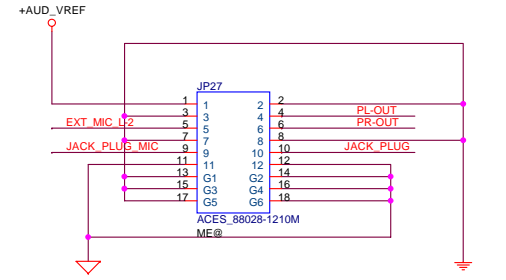 +AUD_VREF
JP27
1 1 2 2
3 3 4 4 PL-OUT
EXT_MIC_L-2 5 5 6 6 PR-OUT
7 7 8 8
JACK_PLUG_MIC 9 9 10 10 JACK_PLUG
11 11 12 12
13 G1 G2 14
15 G3 G4 16
17 G5 G6 18
ACES_88028-1210M
ME@